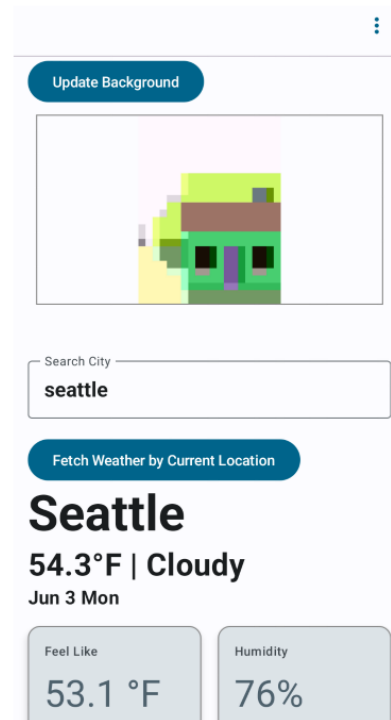 Update Background
Search City
seattle
Fetch Weather by Current Location
Seattle
54.3°F | Cloudy
Jun 3 Mon
Feel Like
Humidity
53.1 °F
76%